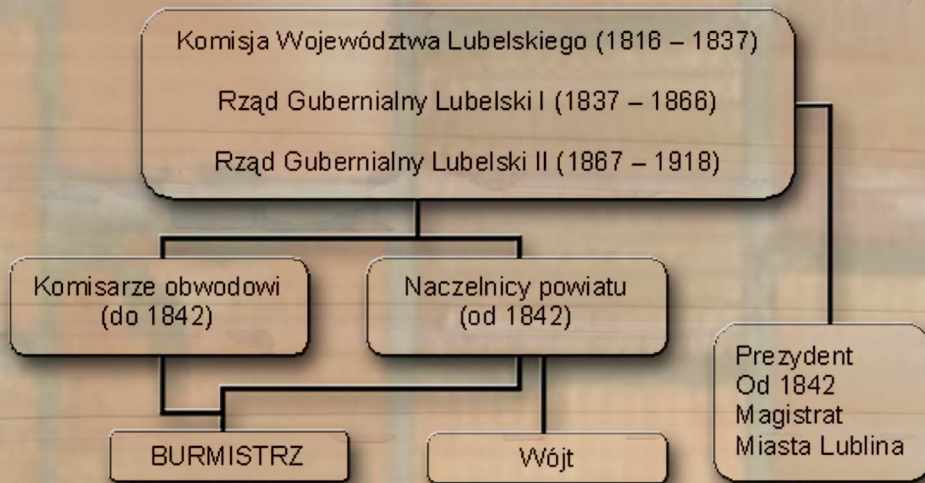 Komisja Województwa Lubelskiego (1816 – 1837)
Rząd Gubernialny Lubelski I (1837 – 1866)
Rząd Gubernialny Lubelski II (1867 – 1918)
Komisarze obwodowi
(do 1842)
Naczelnicy powiatu
(od 1842)
Prezydent
Od 1842
Magistrat
Miasta Lublina
BURMISTRZ
Wójt